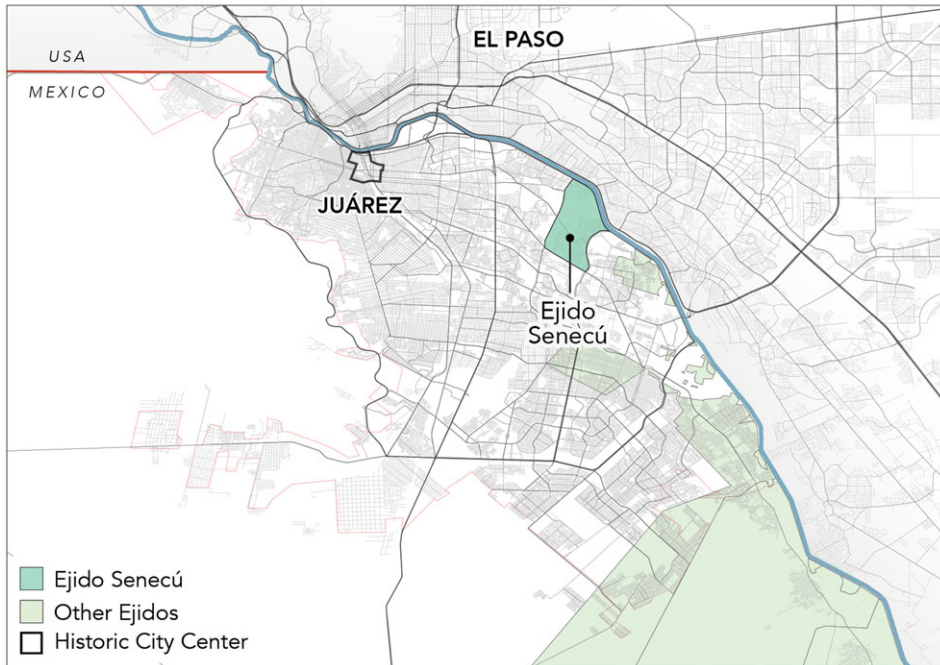 EL PASO
USA
MEXICO
JUÁREZ
Ejido
Senecú
Ejido Senecú
Other Ejidos
Historic City Center